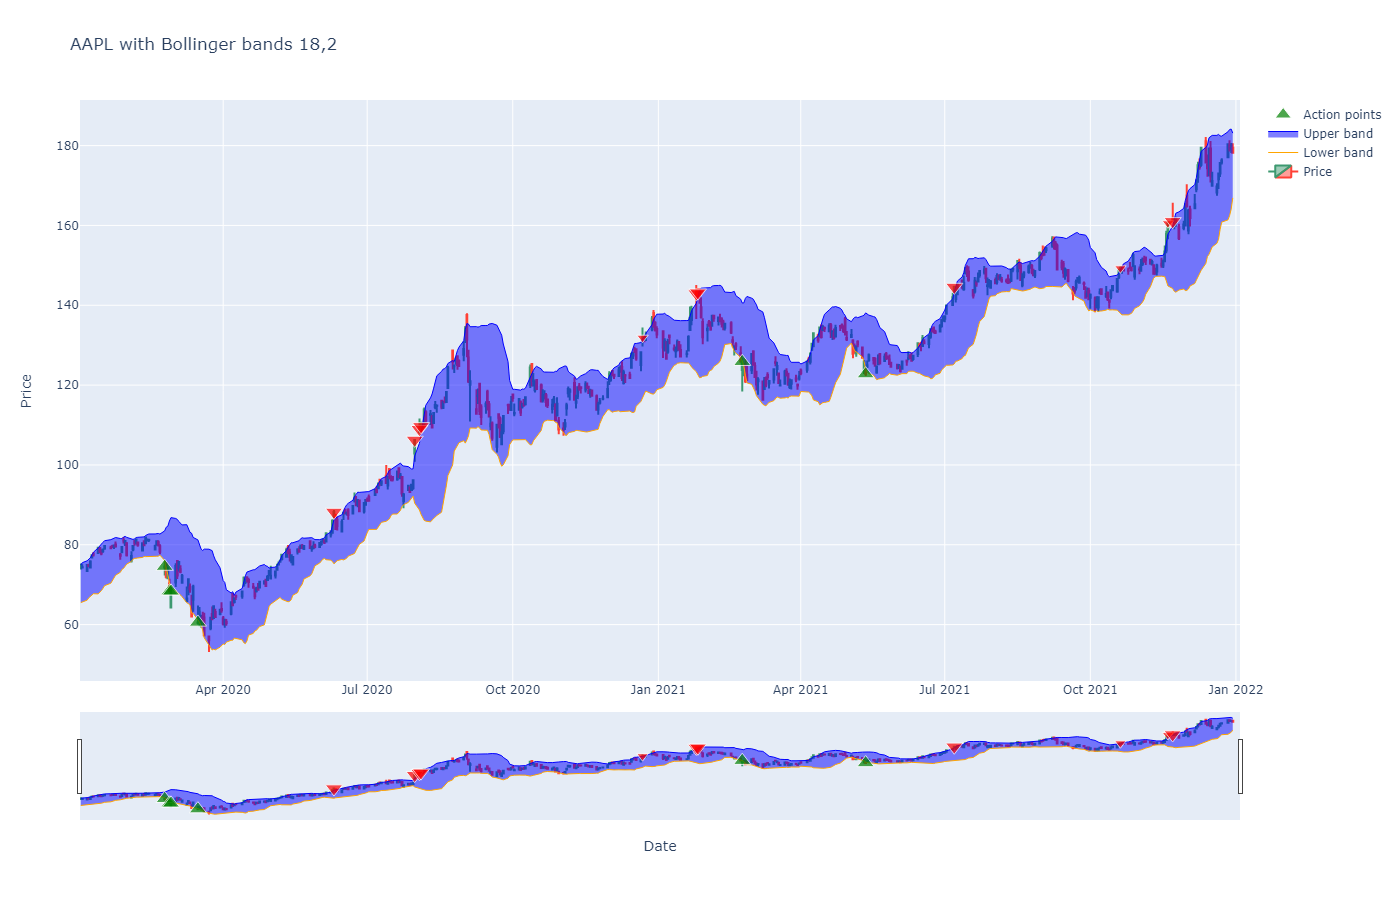 AAPL with Bollinger bands 18,2
Action points
Upper band
Lower band
Price
180
160
140
120
100
80
60
Price
Apr 2020
Jul 2020
Oct 2020
Jan 2021
Apr 2021
Jul 2021
Oct 2021
Jan 2022
Date